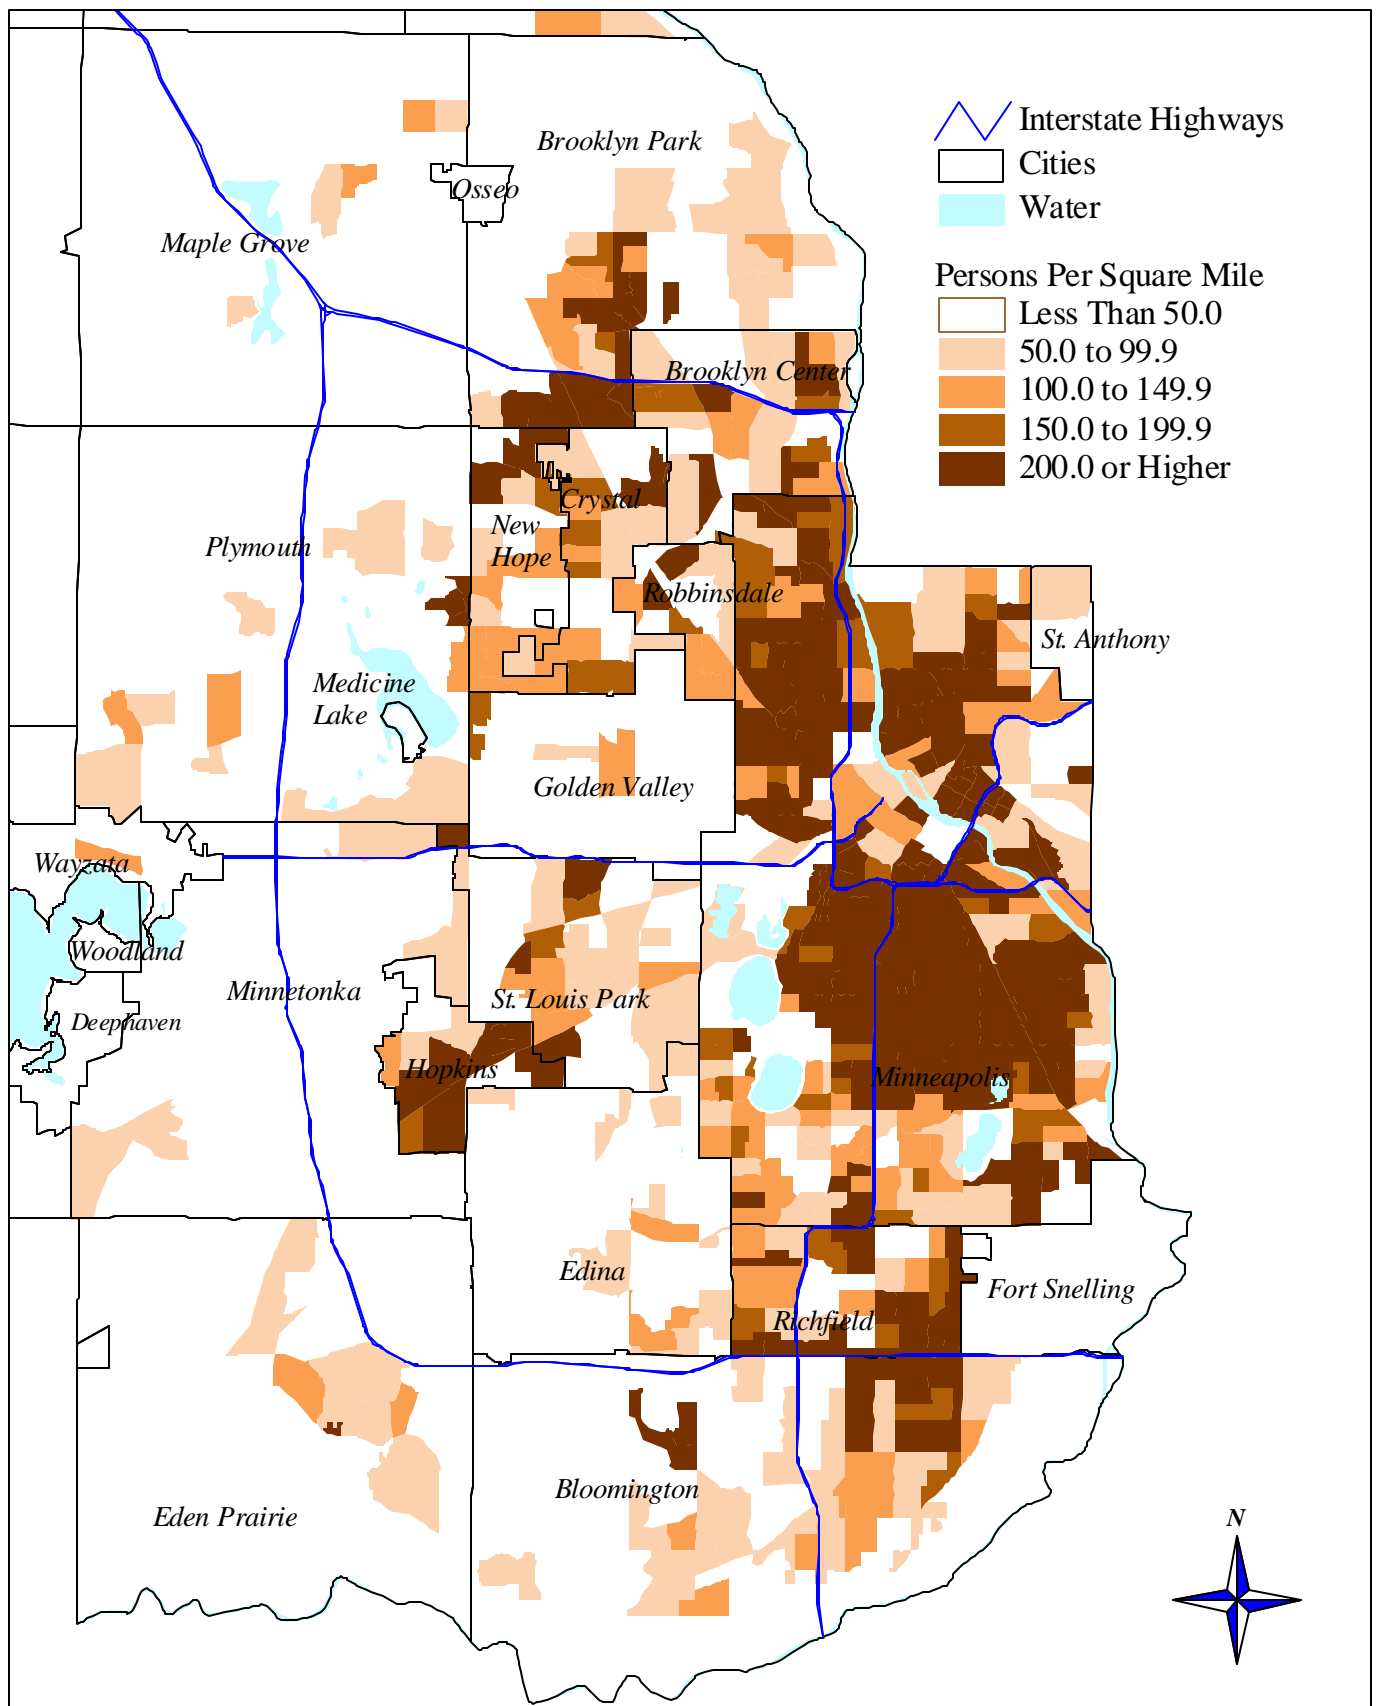 Interstate Highways
Cities
Water
Persons Per Square Mile
Less Than 50.0
50.0 to 99.9
100.0 to 149.9
150.0 to 199.9
200.0 or Higher
Brooklyn Park
Osseo
Maple Grove
Brooklyn Center
Crystal
New
Hope
Plymouth
Robbinsdale
St. Anthony
Medicine
Lake
Golden Valley
Wayzata
Woodland
Minnetonka
St. Louis Park
Deephaven
Hopkins
Minneapolis
Edina
Fort Snelling
Richfield
Bloomington
Eden Prairie
N